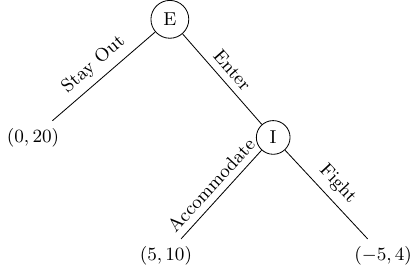 E
Stay Out
Enter
(0, 20)
I
Accommodate
Fight
(5, 10)
(−5, 4)